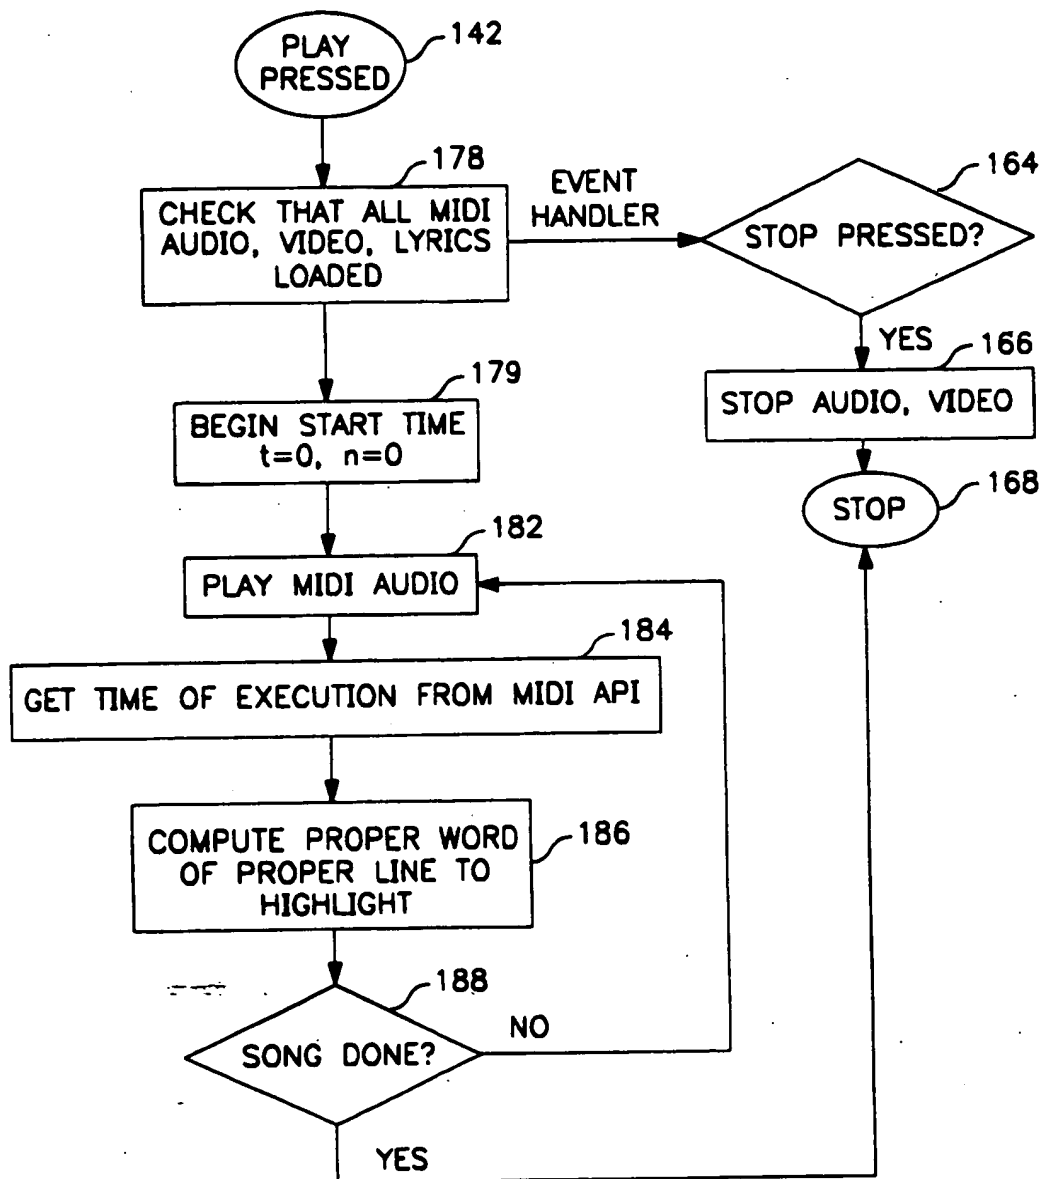 PLAY
PRESSED
142
178
CHECK THAT ALL MIDI
AUDIO, VIDEO, LYRICS
LOADED
EVENT
HANDLER
164
STOP PRESSED?
YES
166
STOP AUDIO, VIDEO
168
STOP
179
BEGIN START TIME
t=0, n=0
182
PLAY MIDI AUDIO
184
GET TIME OF EXECUTION FROM MIDI API
COMPUTE PROPER WORD
OF PROPER LINE TO
HIGHLIGHT
186
188
SONG DONE?
NO
YES